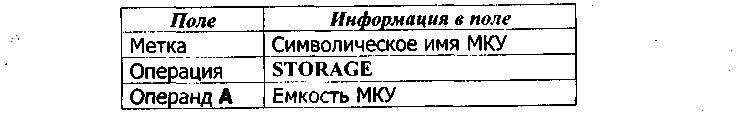 Поле Информация в поле
Метка Символическое имя МКУ
Операция STORAGE
Операнд A Емкость МКУ